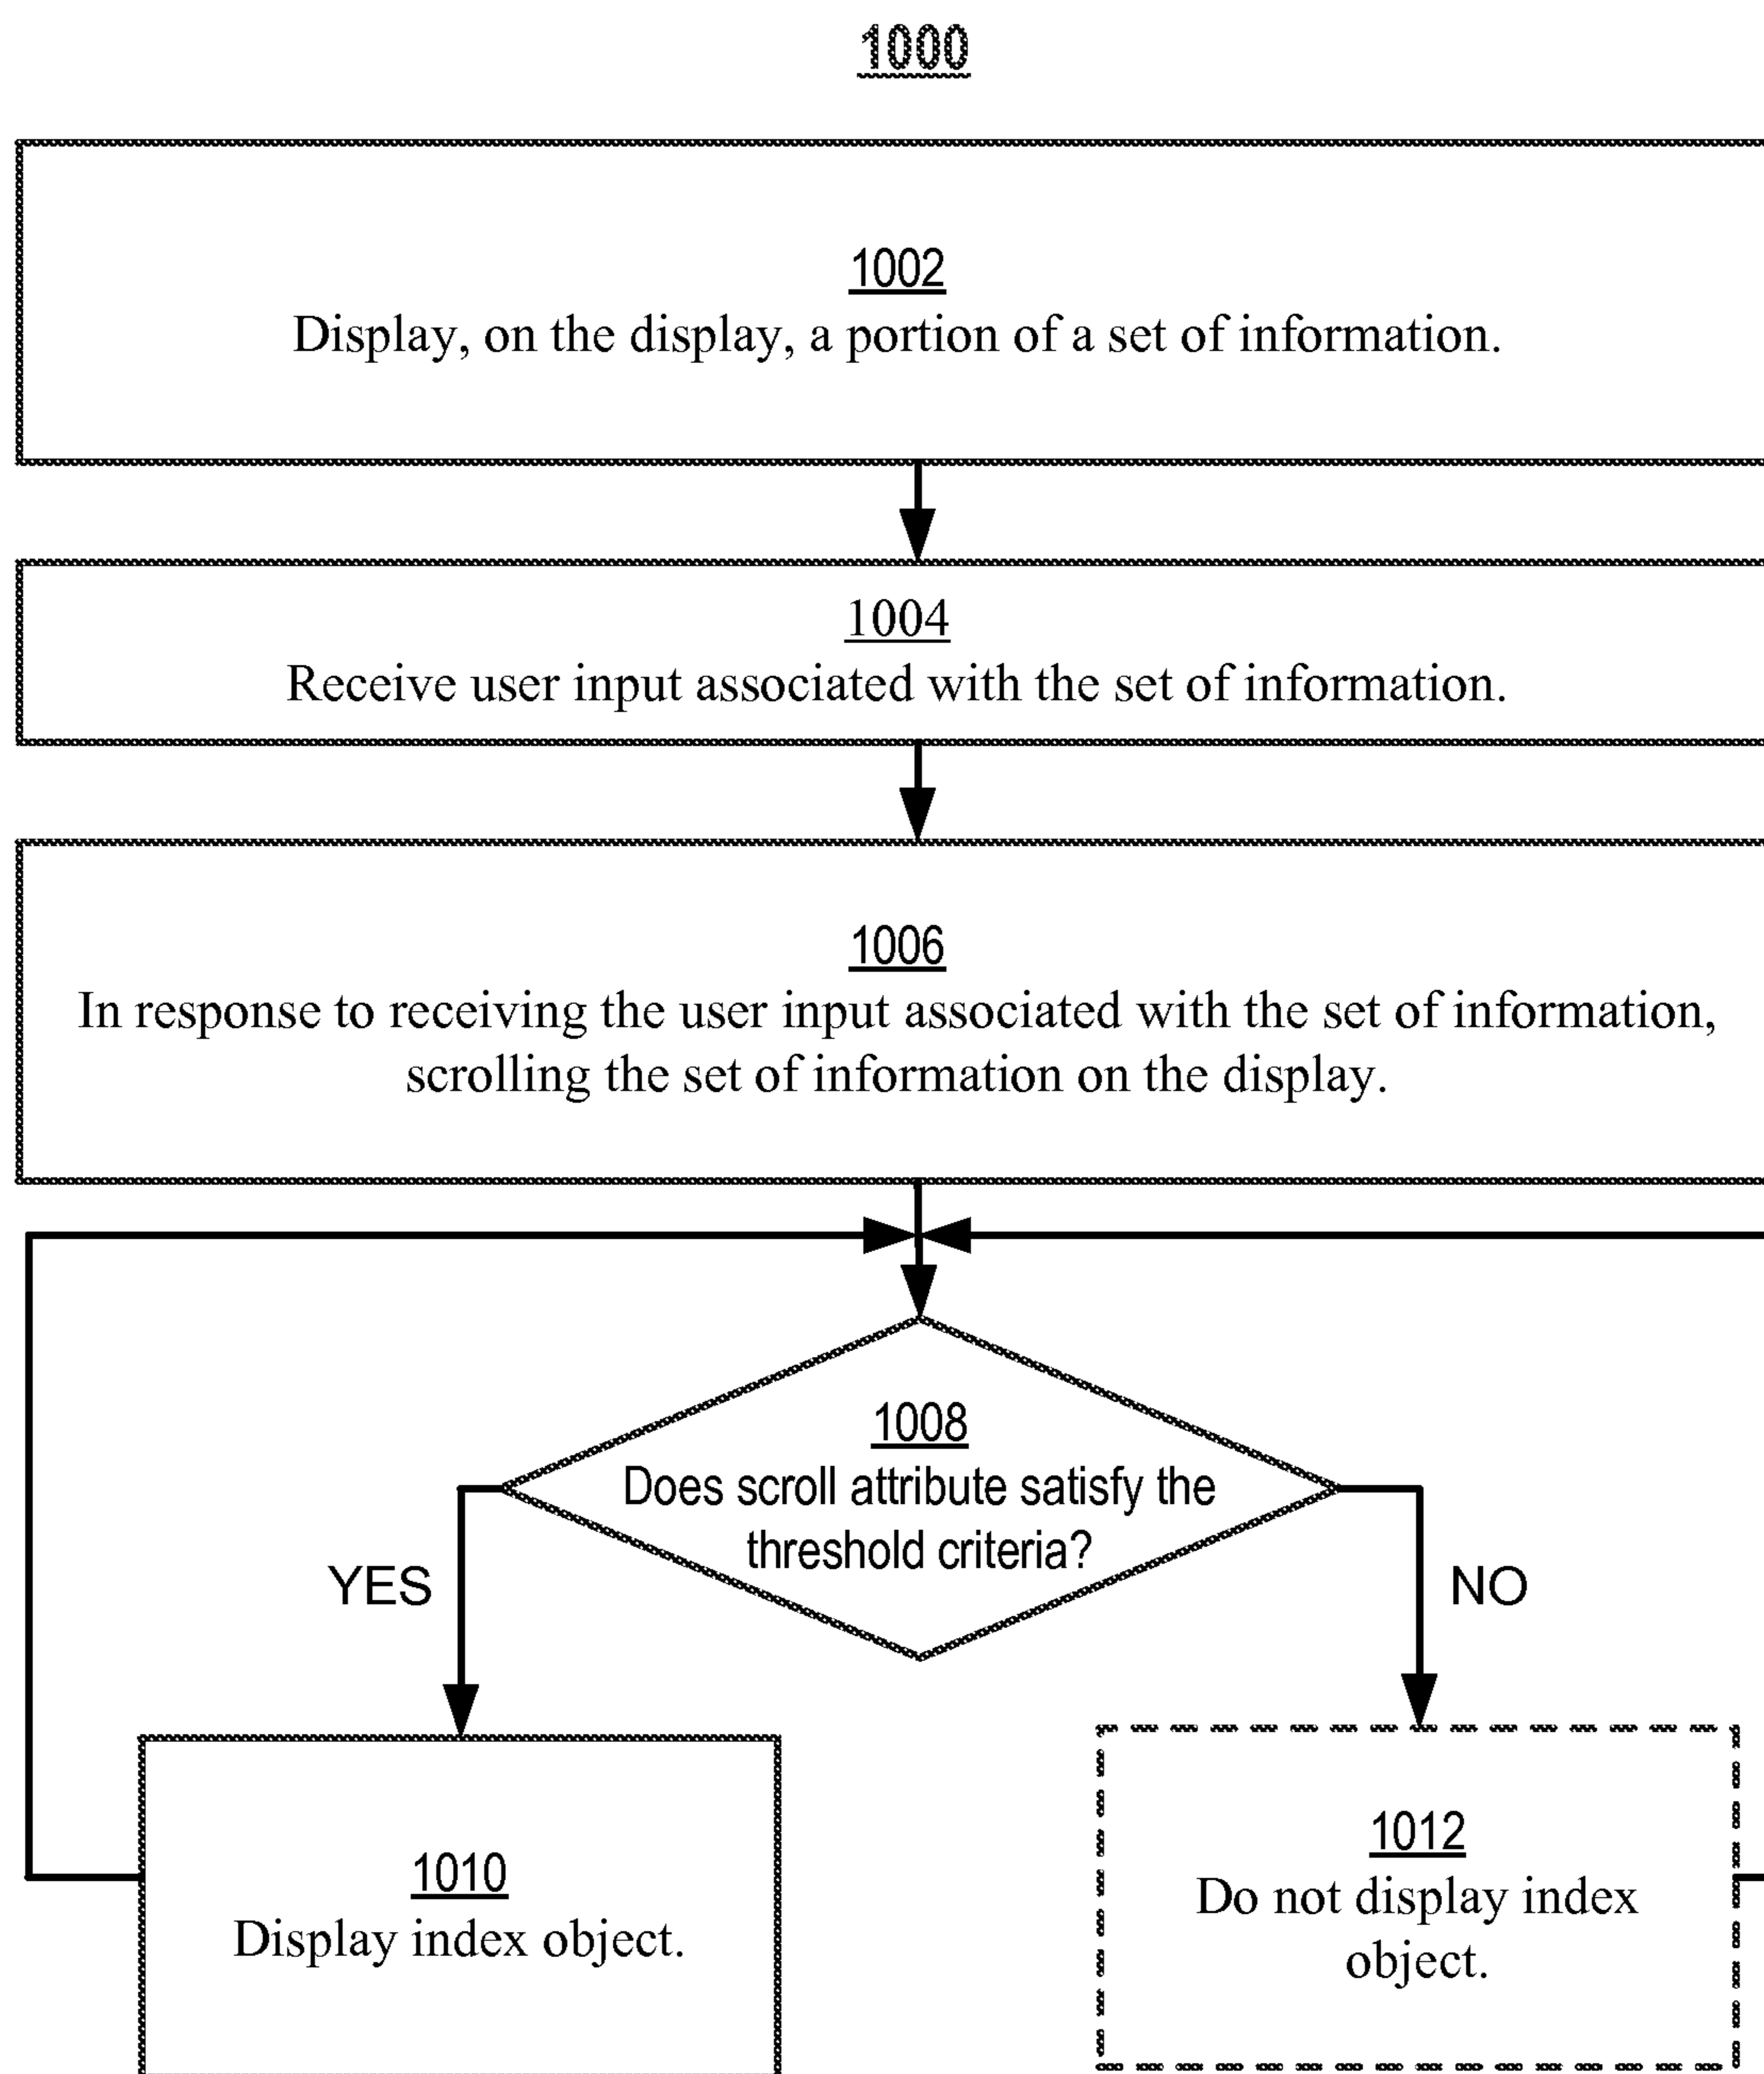 1000
1002
Display, on the display, a portion of a set of information.
1004
Receive user input associated with the set of information.
1006
In response to receiving the user input associated with the set of information,
scrolling the set of information on the display.
1008
Does scroll attribute satisfy the
threshold criteria?
YES
NO
1010
Display index object.
1012
Do not display index
object.